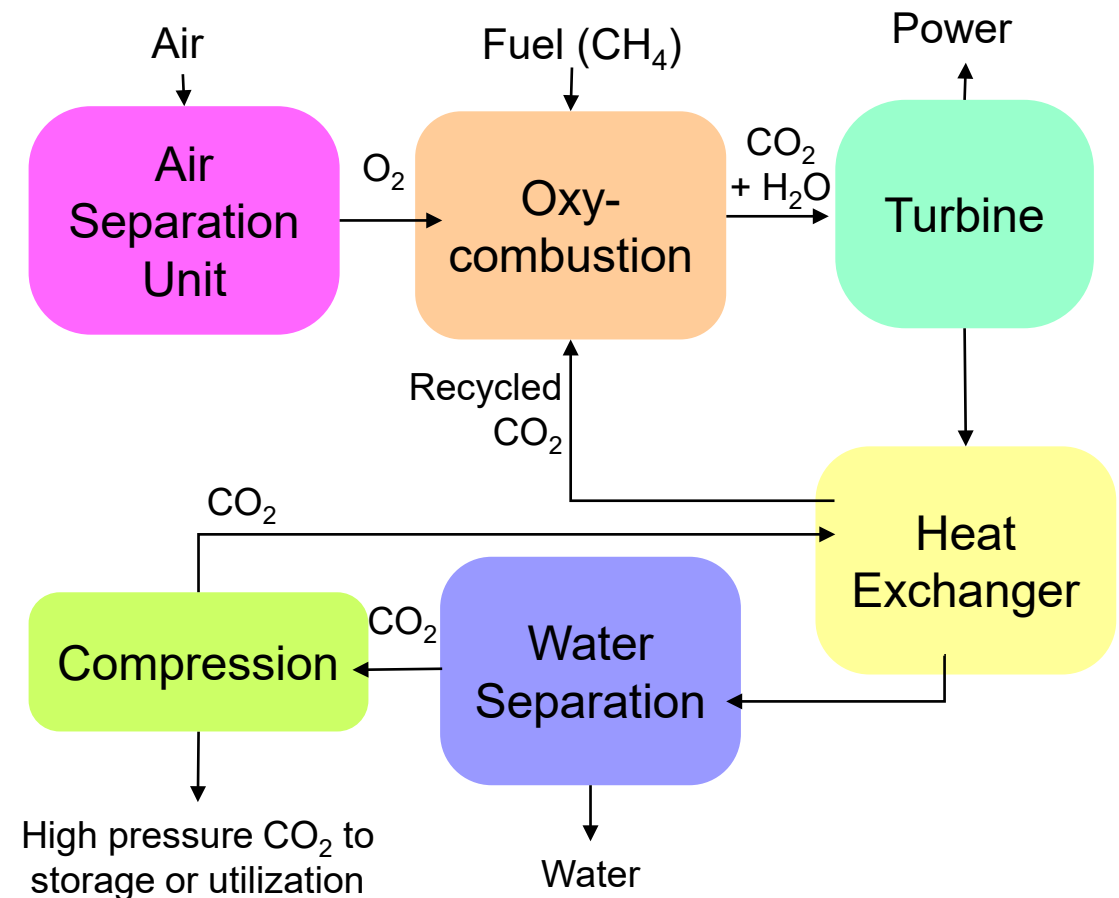 Air
Fuel (CH₄)
Power
Air
Separation
Unit
O₂
Oxy-
combustion
CO₂
+ H₂O
Turbine
Recycled
CO₂
CO₂
Heat
Exchanger
Compression
CO₂
Water
Separation
High pressure CO₂ to
storage or utilization
Water